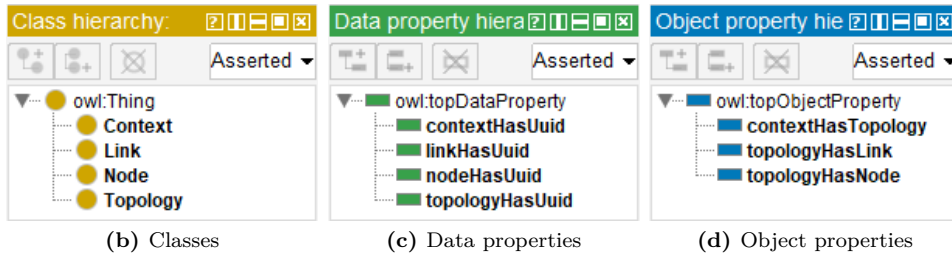 Class hierarchy:
Asserted
owl:Thing
Context
Link
Node
Topology
(b) Classes
Data property hiera
Asserted
owl:topDataProperty
contextHasUuid
linkHasUuid
nodeHasUuid
topologyHasUuid
(c) Data properties
Object property hie
Asserted
owl:topObjectProperty
contextHasTopology
topologyHasLink
topologyHasNode
(d) Object properties